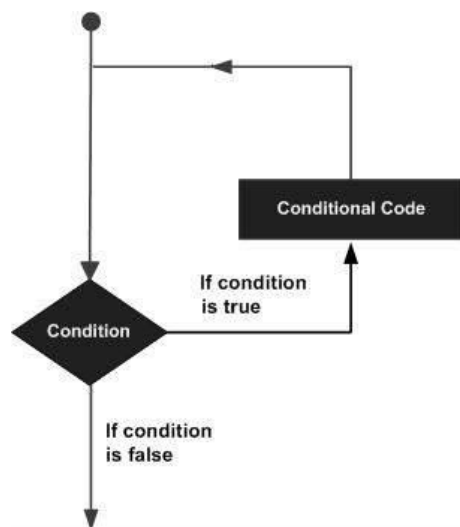 Conditional Code
If condition
is true
Condition
If condition
is false